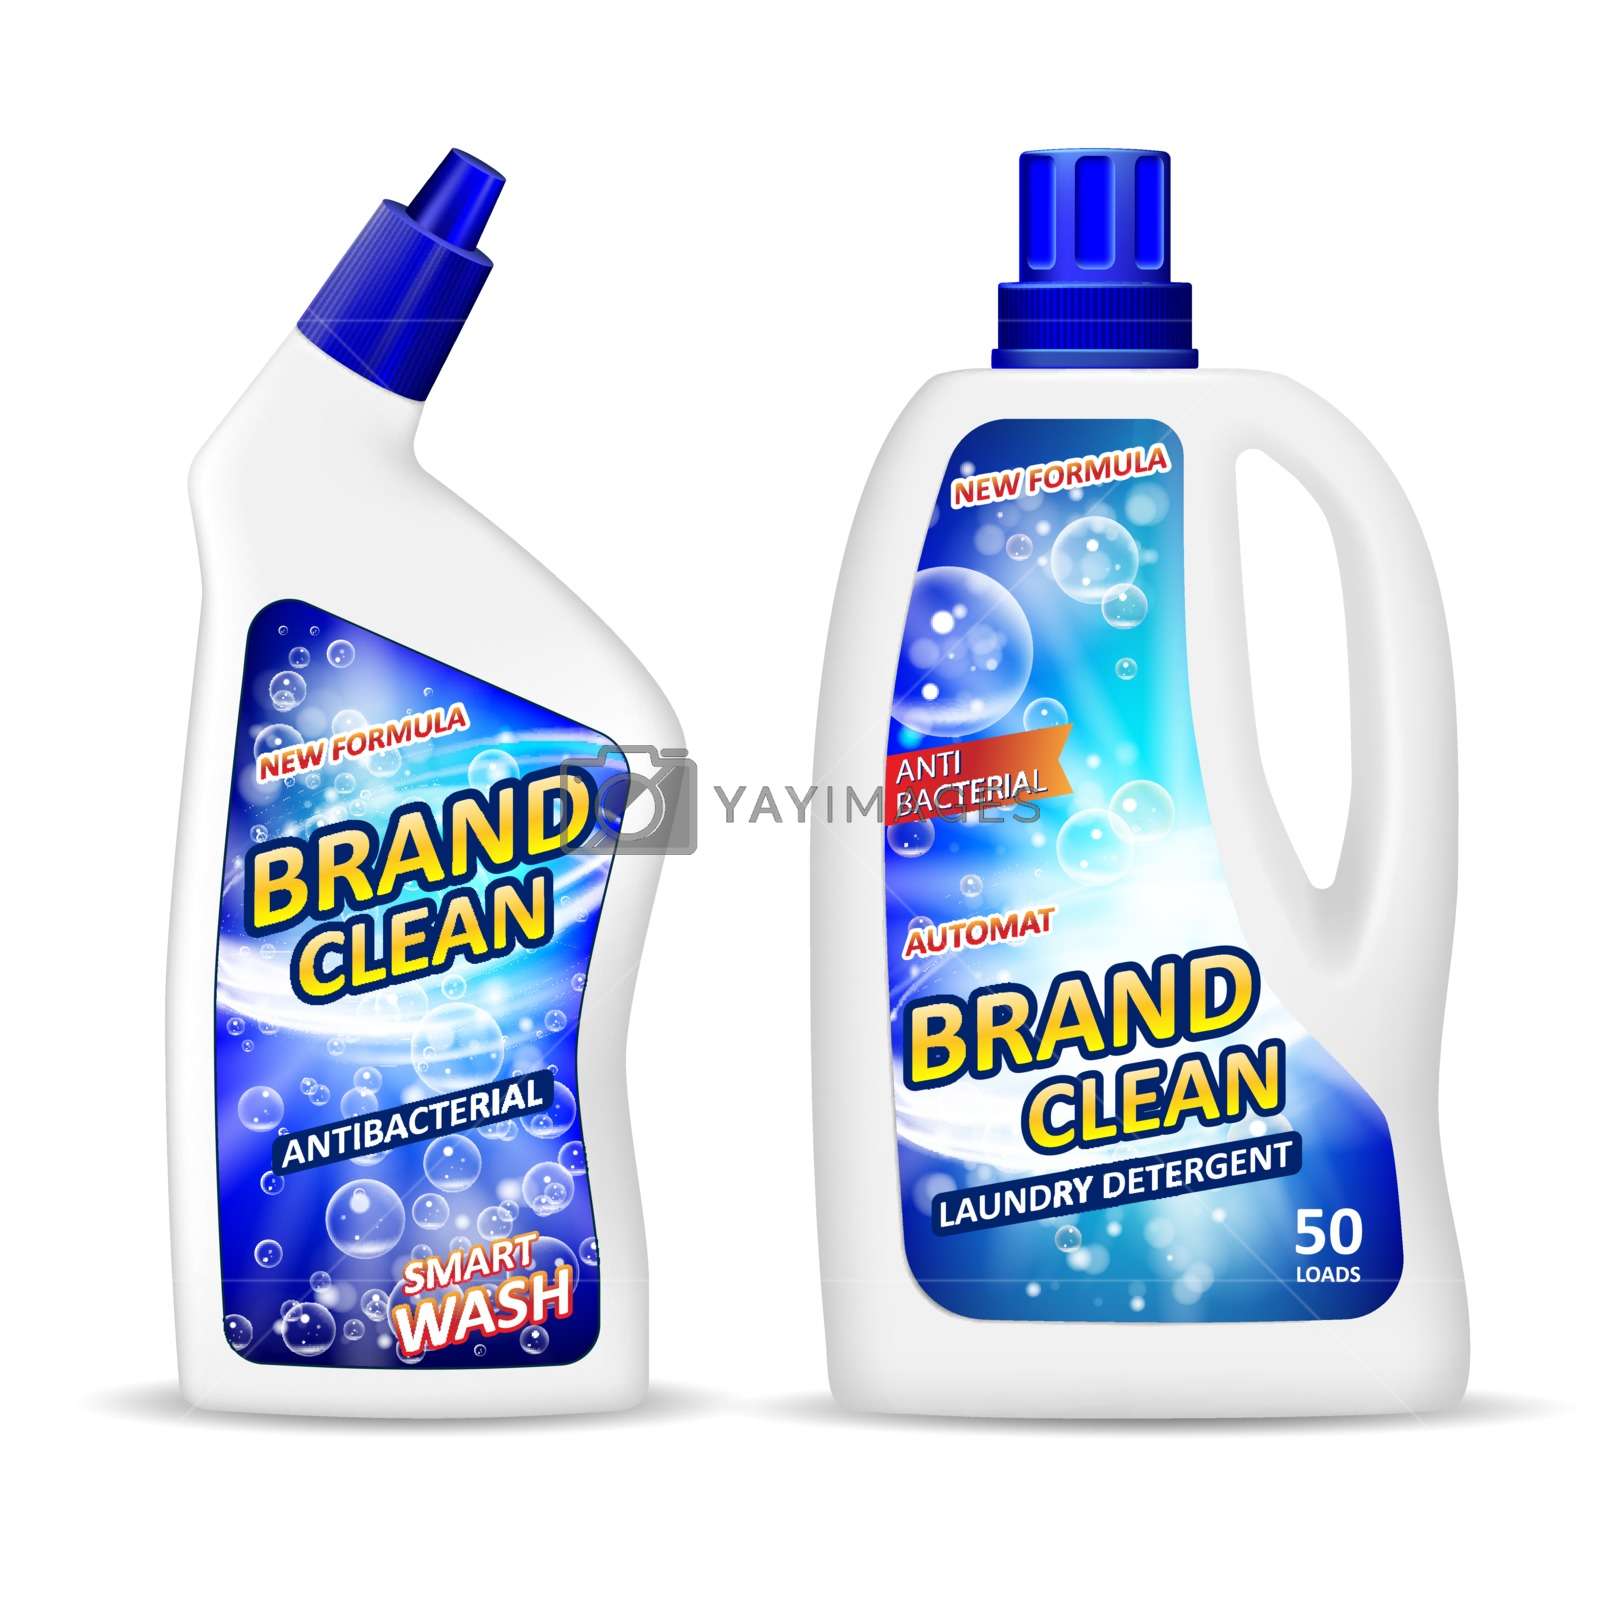 NEW FORMULA
BRAND
CLEAN
ANTIBACTERIAL
SMART
WASH
NEW FORMULA
ANTI
BACTERIAL
AUTOMAT
BRAND
CLEAN
LAUNDRY DETERGENT
50
LOADS
YAYIMAGES